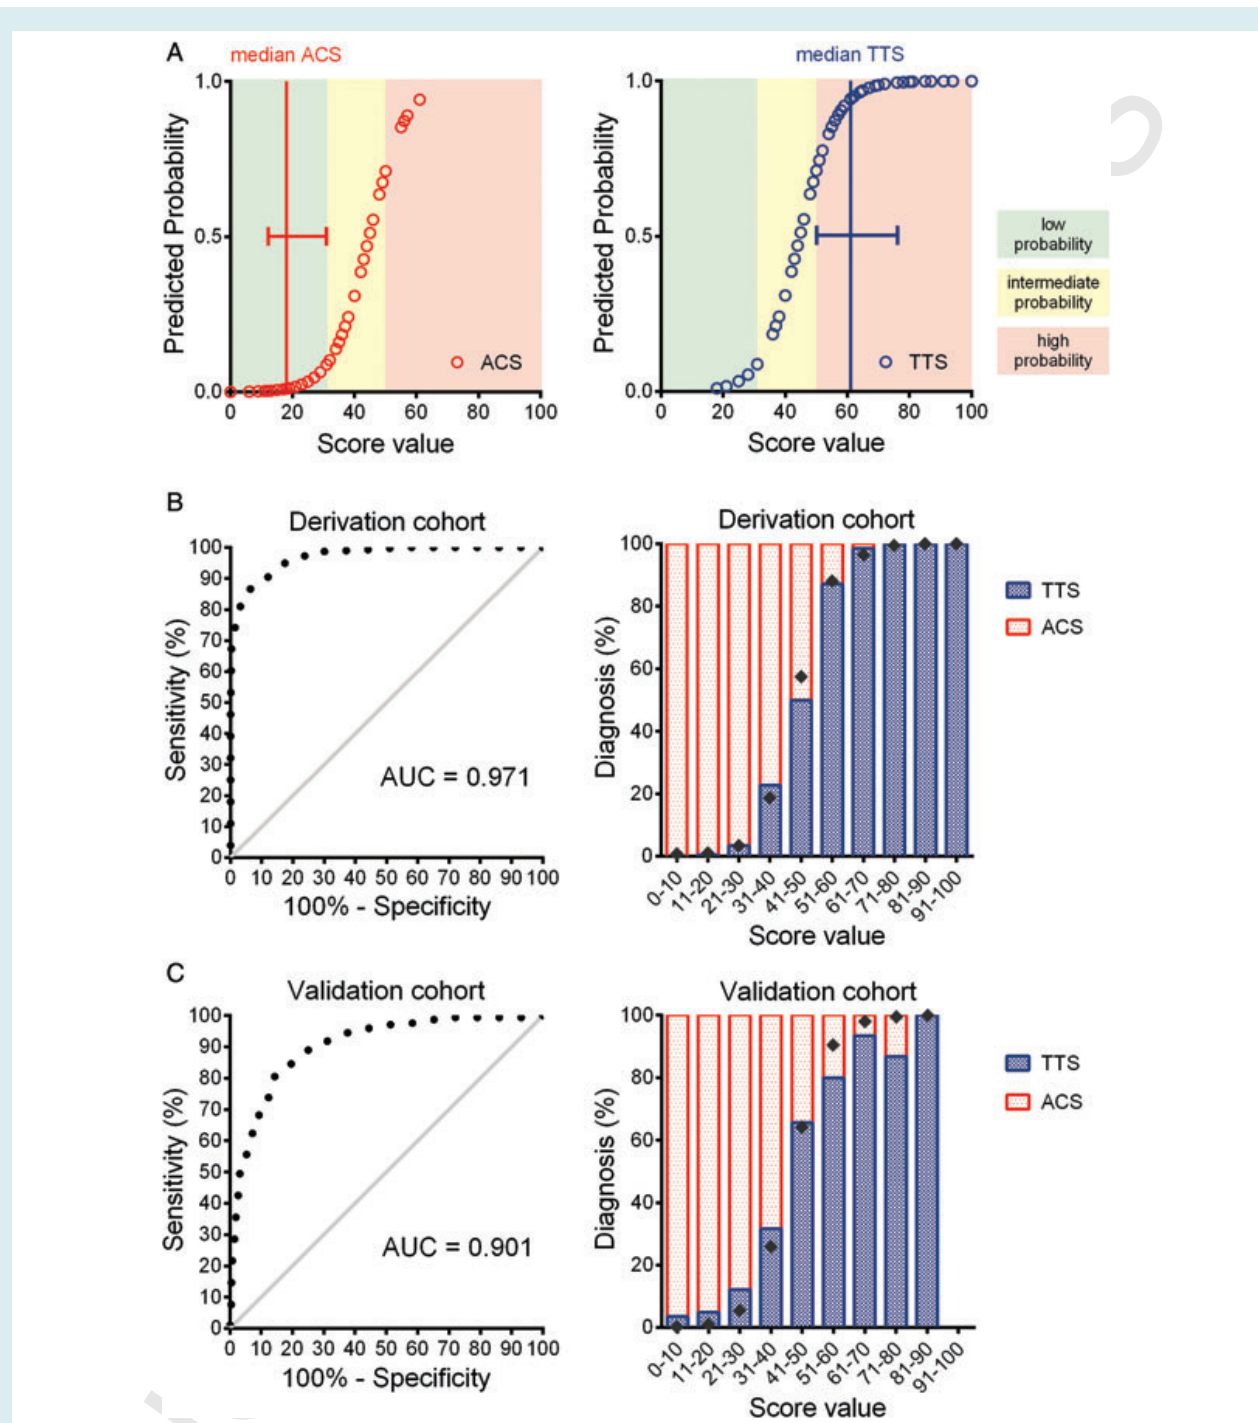 A
median ACS
median TTS
1.0
0.5
0.0
0 20 40 60 80 100
Predicted Probability
Score value
ACS
1.0
0.5
0.0
0 20 40 60 80 100
Predicted Probability
Score value
TTS
low
probability
intermediate
probability
high
probability
B
Derivation cohort
100
90
80
70
60
50
40
30
20
10
0
0 10 20 30 40 50 60 70 80 90 100
Sensitivity (%)
100% - Specificity
AUC = 0.971
Derivation cohort
100
80
60
40
20
0
Diagnosis (%)
0-10 11-20 21-30 31-40 41-50 51-60 61-70 71-80 81-90 91-100
Score value
TTS
ACS
C
Validation cohort
100
90
80
70
60
50
40
30
20
10
0
0 10 20 30 40 50 60 70 80 90 100
Sensitivity (%)
100% - Specificity
AUC = 0.901
Validation cohort
100
80
60
40
20
0
Diagnosis (%)
0-10 11-20 21-30 31-40 41-50 51-60 61-70 71-80 81-90 91-100
Score value
TTS
ACS